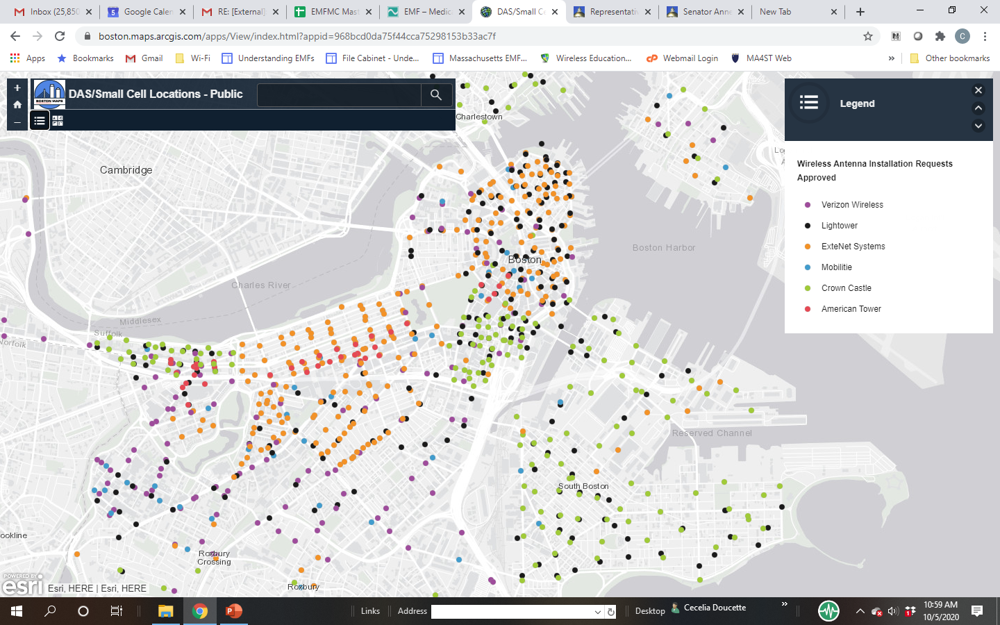 Inbox (25,850
Google Calen
RE: [External]
EMFMC Mast
EMF – Medica
DAS/Small Ce
Representativ
Senator Anne
New Tab
boston.maps.arcgis.com/apps/View/index.html?appid=968bcd0da75f44cca75298153b33ac7f
C
Apps
Bookmarks
Gmail
Wi-Fi
Understanding EMFs
File Cabinet - Unde...
Massachusetts EMF...
Wireless Education...
Webmail Login
MA4ST Web
Other bookmarks
BOSTON MAPS
DAS/Small Cell Locations - Public
Legend
Wireless Antenna Installation Requests
Approved
Verizon Wireless
Lightower
ExteNet Systems
Mobilitie
Crown Castle
American Tower
Charlestown
Cambridge
Boston Harbor
Boston
Charles River
Middlesex
Suffolk
Norfolk
Reserved Channel
South Boston
ookline
Roxbury
Crossing
Roxbury
POWERED BY
esri
Esri, HERE | Esri, HERE
Links
Address
Desktop
Cecelia Doucette
10:59 AM
10/5/2020